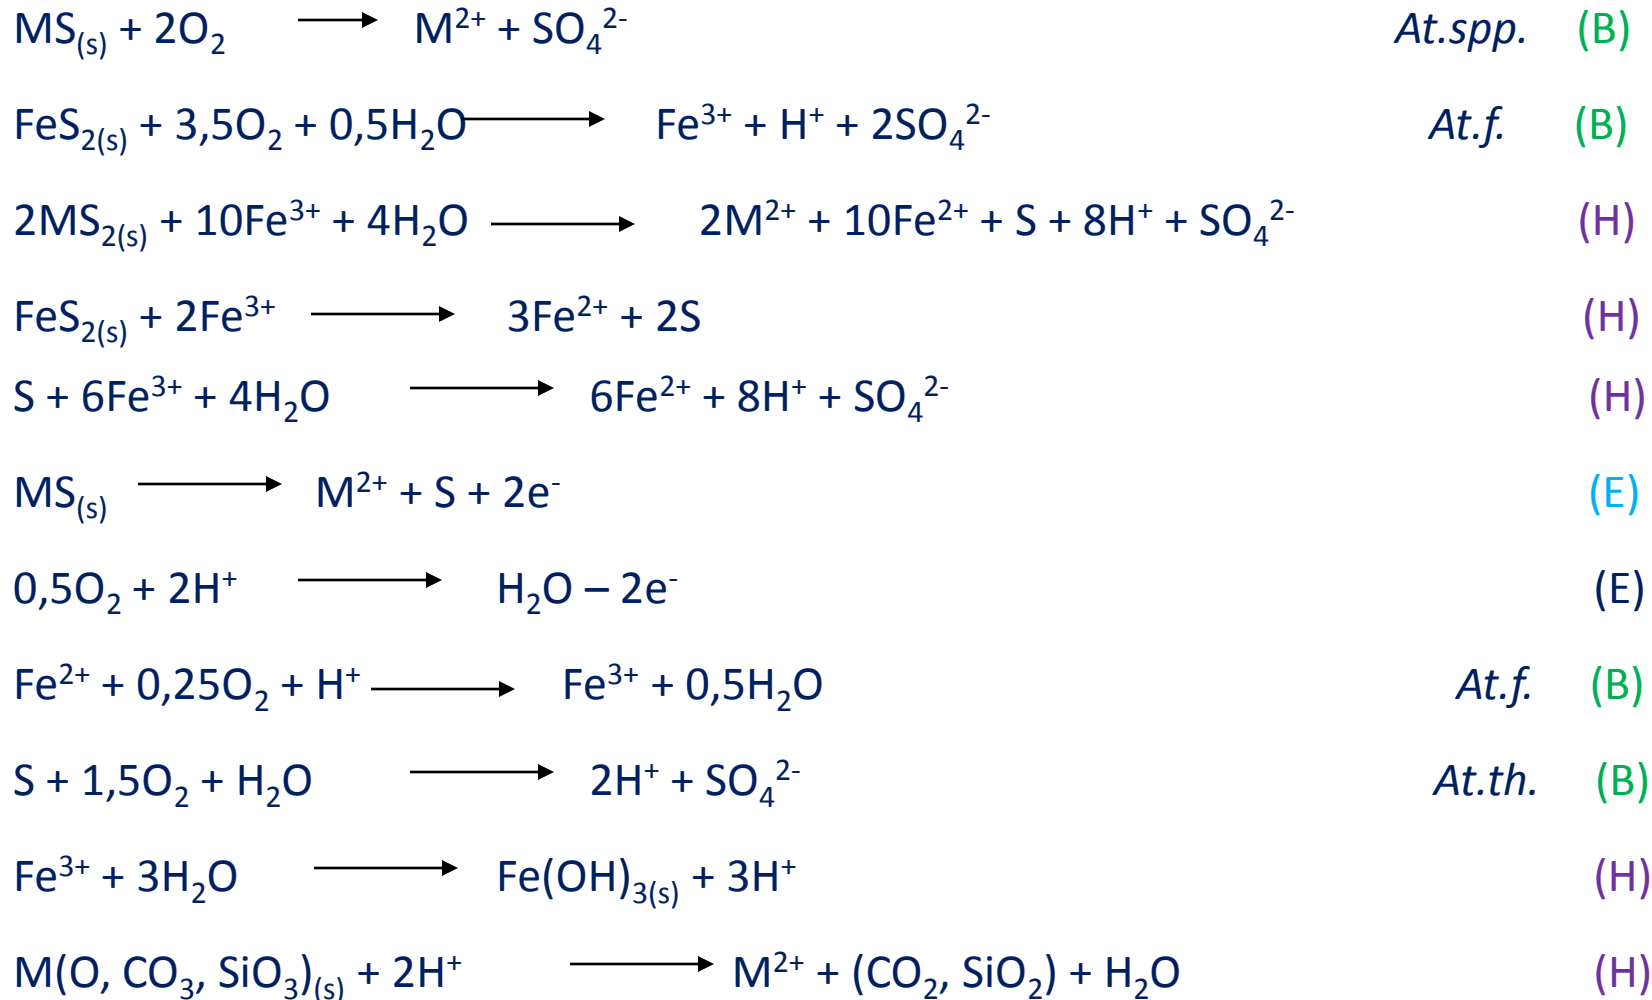 MS(s) + 2O₂ ⟶ M²⁺ + SO₄²⁻ At.spp. (B)
FeS₂(s) + 3,5O₂ + 0,5H₂O ⟶ Fe³⁺ + H⁺ + 2SO₄²⁻ At.f. (B)
2MS₂(s) + 10Fe³⁺ + 4H₂O ⟶ 2M²⁺ + 10Fe²⁺ + S + 8H⁺ + SO₄²⁻ (H)
FeS₂(s) + 2Fe³⁺ ⟶ 3Fe²⁺ + 2S (H)
S + 6Fe³⁺ + 4H₂O ⟶ 6Fe²⁺ + 8H⁺ + SO₄²⁻ (H)
MS(s) ⟶ M²⁺ + S + 2e⁻ (E)
0,5O₂ + 2H⁺ ⟶ H₂O – 2e⁻ (E)
Fe²⁺ + 0,25O₂ + H⁺ ⟶ Fe³⁺ + 0,5H₂O At.f. (B)
S + 1,5O₂ + H₂O ⟶ 2H⁺ + SO₄²⁻ At.th. (B)
Fe³⁺ + 3H₂O ⟶ Fe(OH)₃(s) + 3H⁺ (H)
M(O, CO₃, SiO₃)(s) + 2H⁺ ⟶ M²⁺ + (CO₂, SiO₂) + H₂O (H)